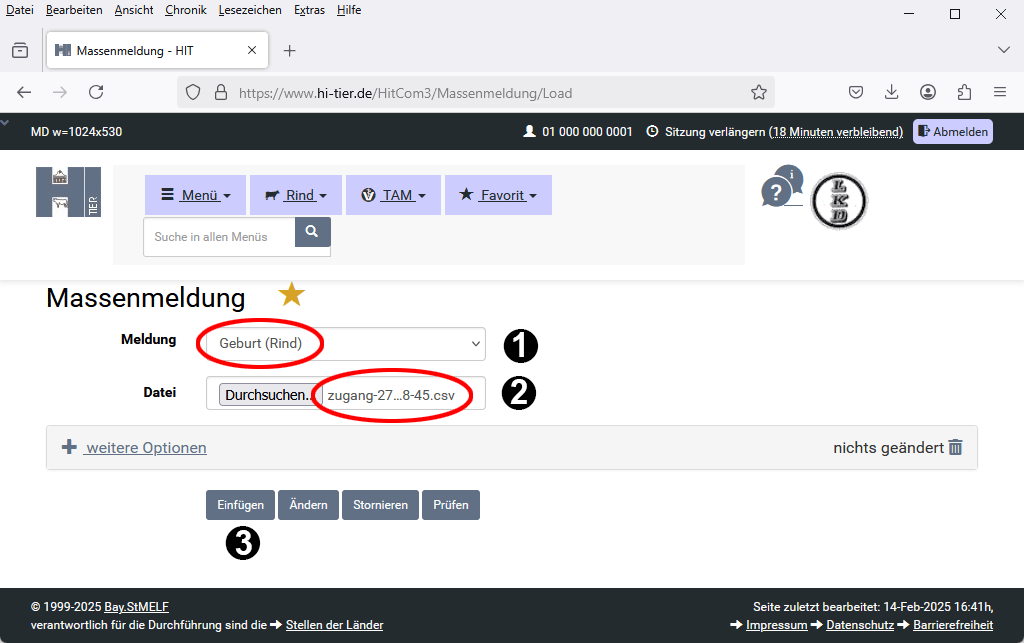 Datei Bearbeiten Ansicht Chronik Lesezeichen Extras Hilfe
Massenmeldung - HIT
https://www.hi-tier.de/HitCom3/Massenmeldung/Load
MD w=1024x530 01 000 000 0001 Sitzung verlängern (18 Minuten verbleibend) Abmelden
TIER
Menü Rind TAM Favorit
? i
LKD
Suche in allen Menüs
Massenmeldung
Meldung Geburt (Rind) 1
Datei Durchsuchen... zugang-27...8-45.csv 2
weitere Optionen nichts geändert
Einfügen Ändern Stornieren Prüfen
3
© 1999-2025 Bay.StMELF Seite zuletzt bearbeitet: 14-Feb-2025 16:41h,
verantwortlich für die Durchführung sind die Stellen der Länder Impressum Datenschutz Barrierefreiheit